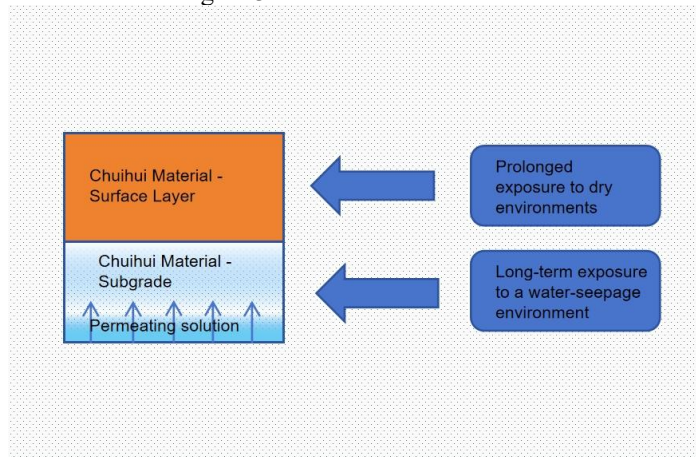 Chuihui Material -
Surface Layer
Prolonged
exposure to dry
environments
Chuihui Material -
Subgrade
Permeating solution
Long-term exposure
to a water-seepage
environment